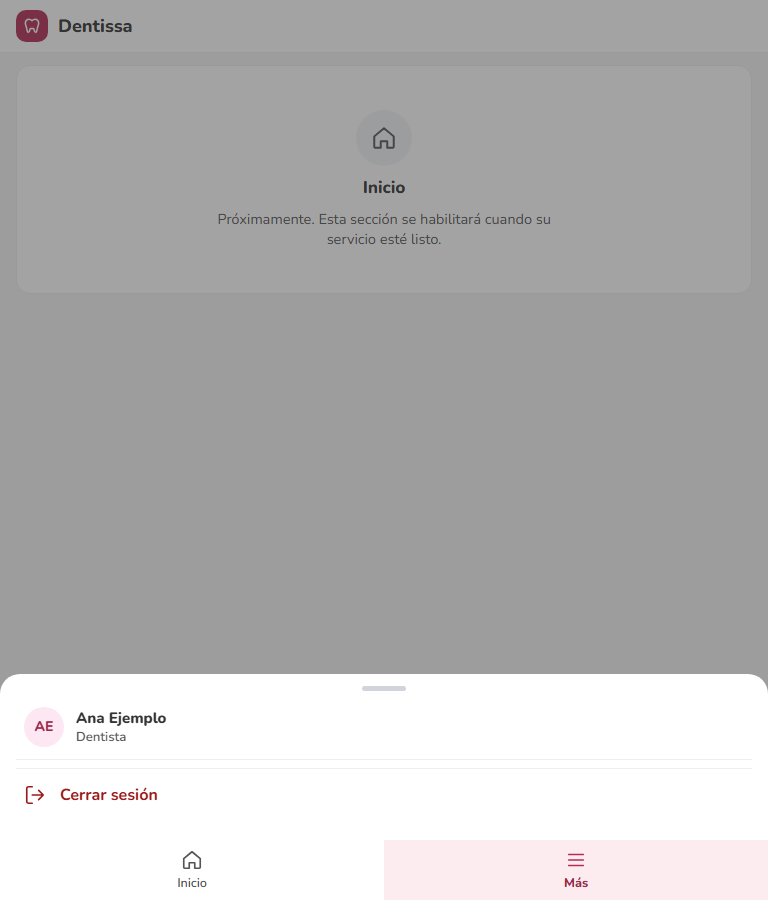 Dentissa
Inicio
Próximamente. Esta sección se habilitará cuando su
servicio esté listo.
AE
Ana Ejemplo
Dentista
Cerrar sesión
Inicio
Más